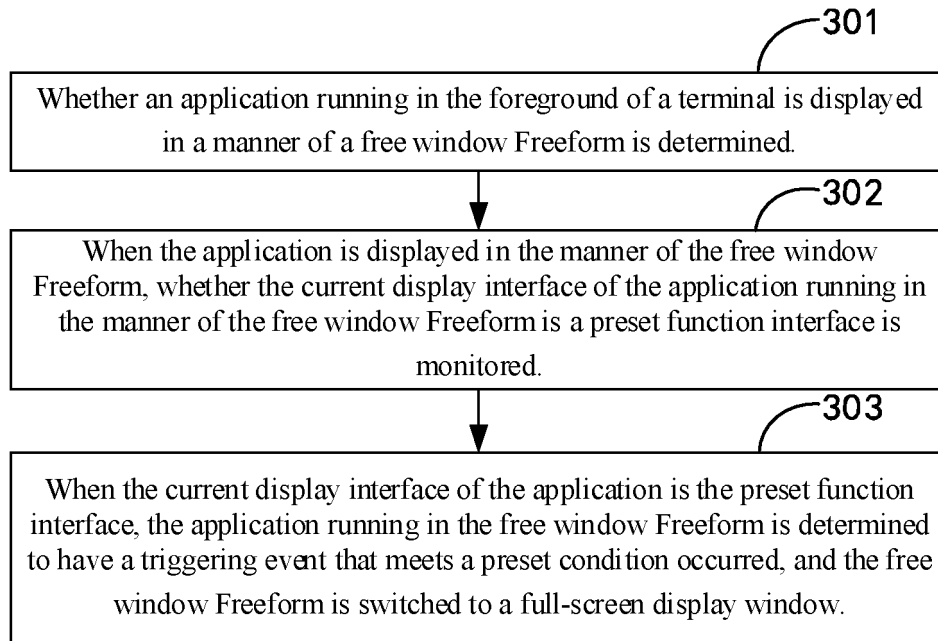 301
Whether an application running in the foreground of a terminal is displayed
in a manner of a free window Freeform is determined.
302
When the application is displayed in the manner of the free window
Freeform, whether the current display interface of the application running in
the manner of the free window Freeform is a preset function interface is
monitored.
303
When the current display interface of the application is the preset function
interface, the application running in the free window Freeform is determined
to have a triggering event that meets a preset condition occurred, and the free
window Freeform is switched to a full-screen display window.